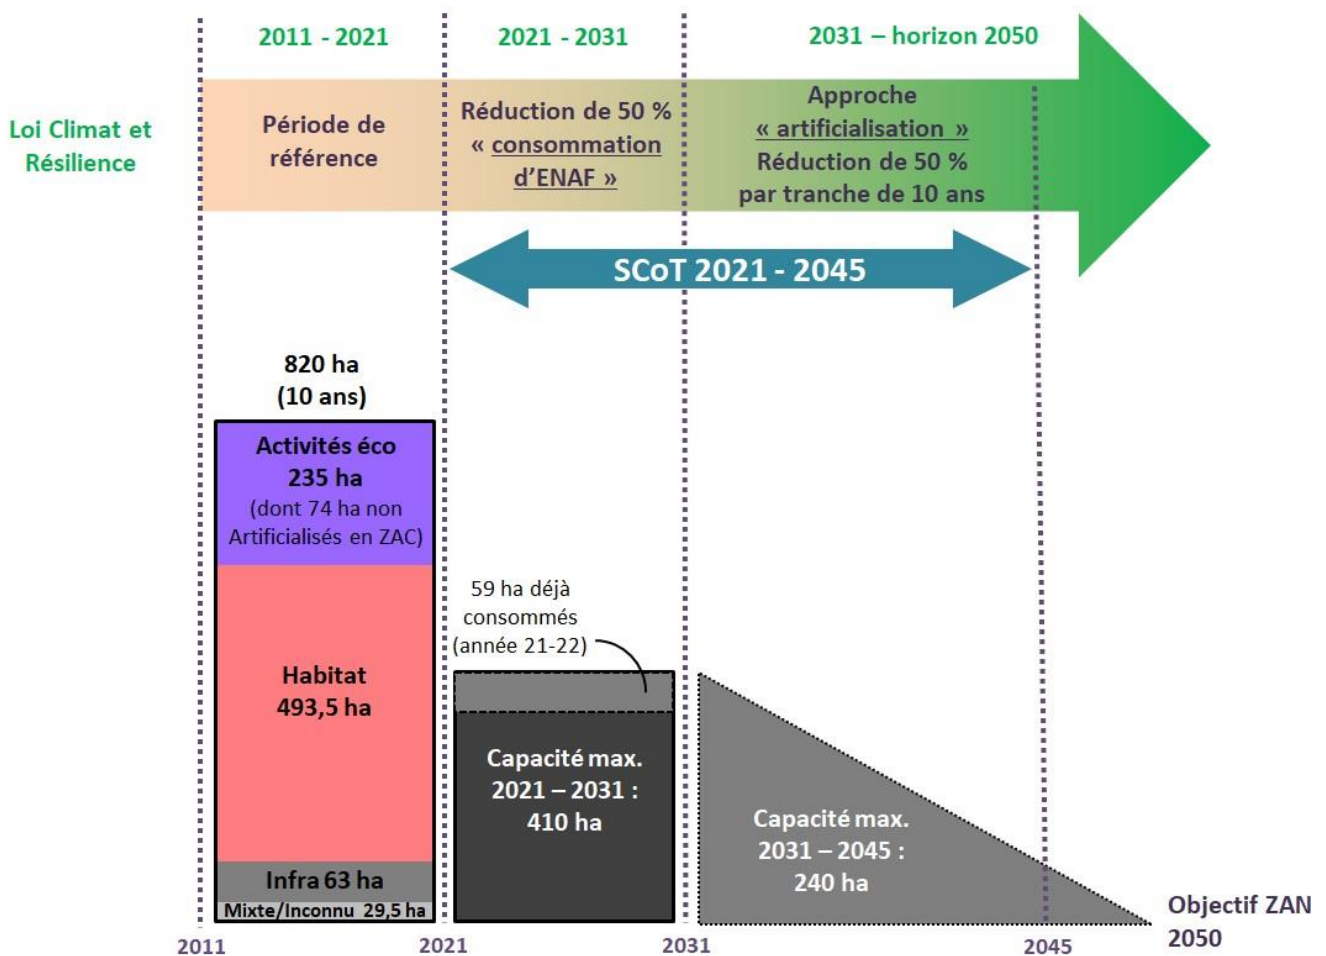 2011 - 2021
2021 - 2031
2031 – horizon 2050
Loi Climat et
Résilience
Période de
référence
Réduction de 50 %
« consommation
d’ENAF »
Approche
« artificialisation »
Réduction de 50 %
par tranche de 10 ans
SCoT 2021 - 2045
820 ha
(10 ans)
Activités éco
235 ha
(dont 74 ha non
Artificialisés en ZAC)
Habitat
493,5 ha
Infra 63 ha
Mixte/Inconnu 29,5 ha
59 ha déjà
consommés
(année 21-22)
Capacité max.
2021 – 2031 :
410 ha
Capacité max.
2031 – 2045 :
240 ha
Objectif ZAN
2050
2011
2021
2031
2045